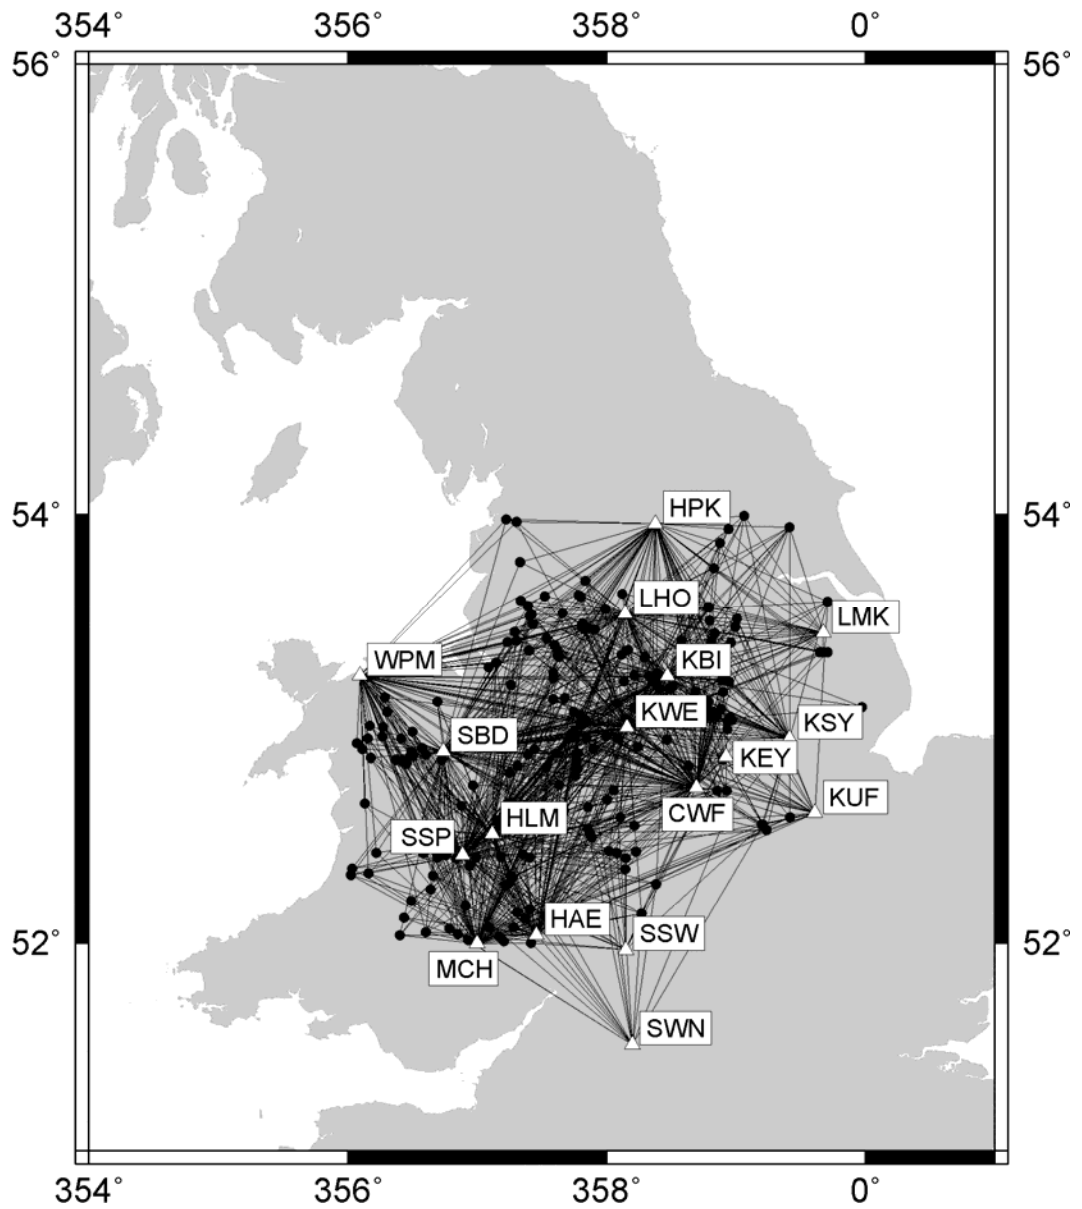 354° 356° 358° 0°
56° 56°
HPK
54° 54°
LHO
LMK
WPM
KBI
KWE
KSY
SBD
KEY
KUF
HLM
CWF
SSP
HAE
SSW
52° 52°
MCH
SWN
354° 356° 358° 0°